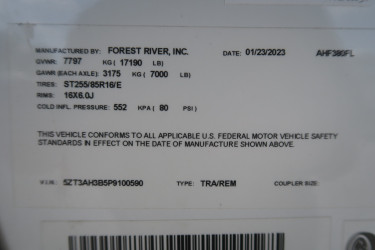 MANUFACTURED BY: FOREST RIVER, INC. DATE: 01/23/2023 AHF380FL
GVWR: 7797 KG ( 17190 LB)
GAWR (EACH AXLE): 3175 KG ( 7000 LB)
TIRES: ST255/85R16/E
RIMS: 16X6.0J
COLD INFL. PRESSURE: 552 KPA ( 80 PSI)
THIS VEHICLE CONFORMS TO ALL APPLICABLE U.S. FEDERAL MOTOR VEHICLE SAFETY
STANDARDS IN EFFECT ON THE DATE OF MANUFACTURE SHOWN ABOVE.
V.I.N.: 5ZT3AH3B5P9100590 TYPE: TRA/REM COUPLER SIZE: